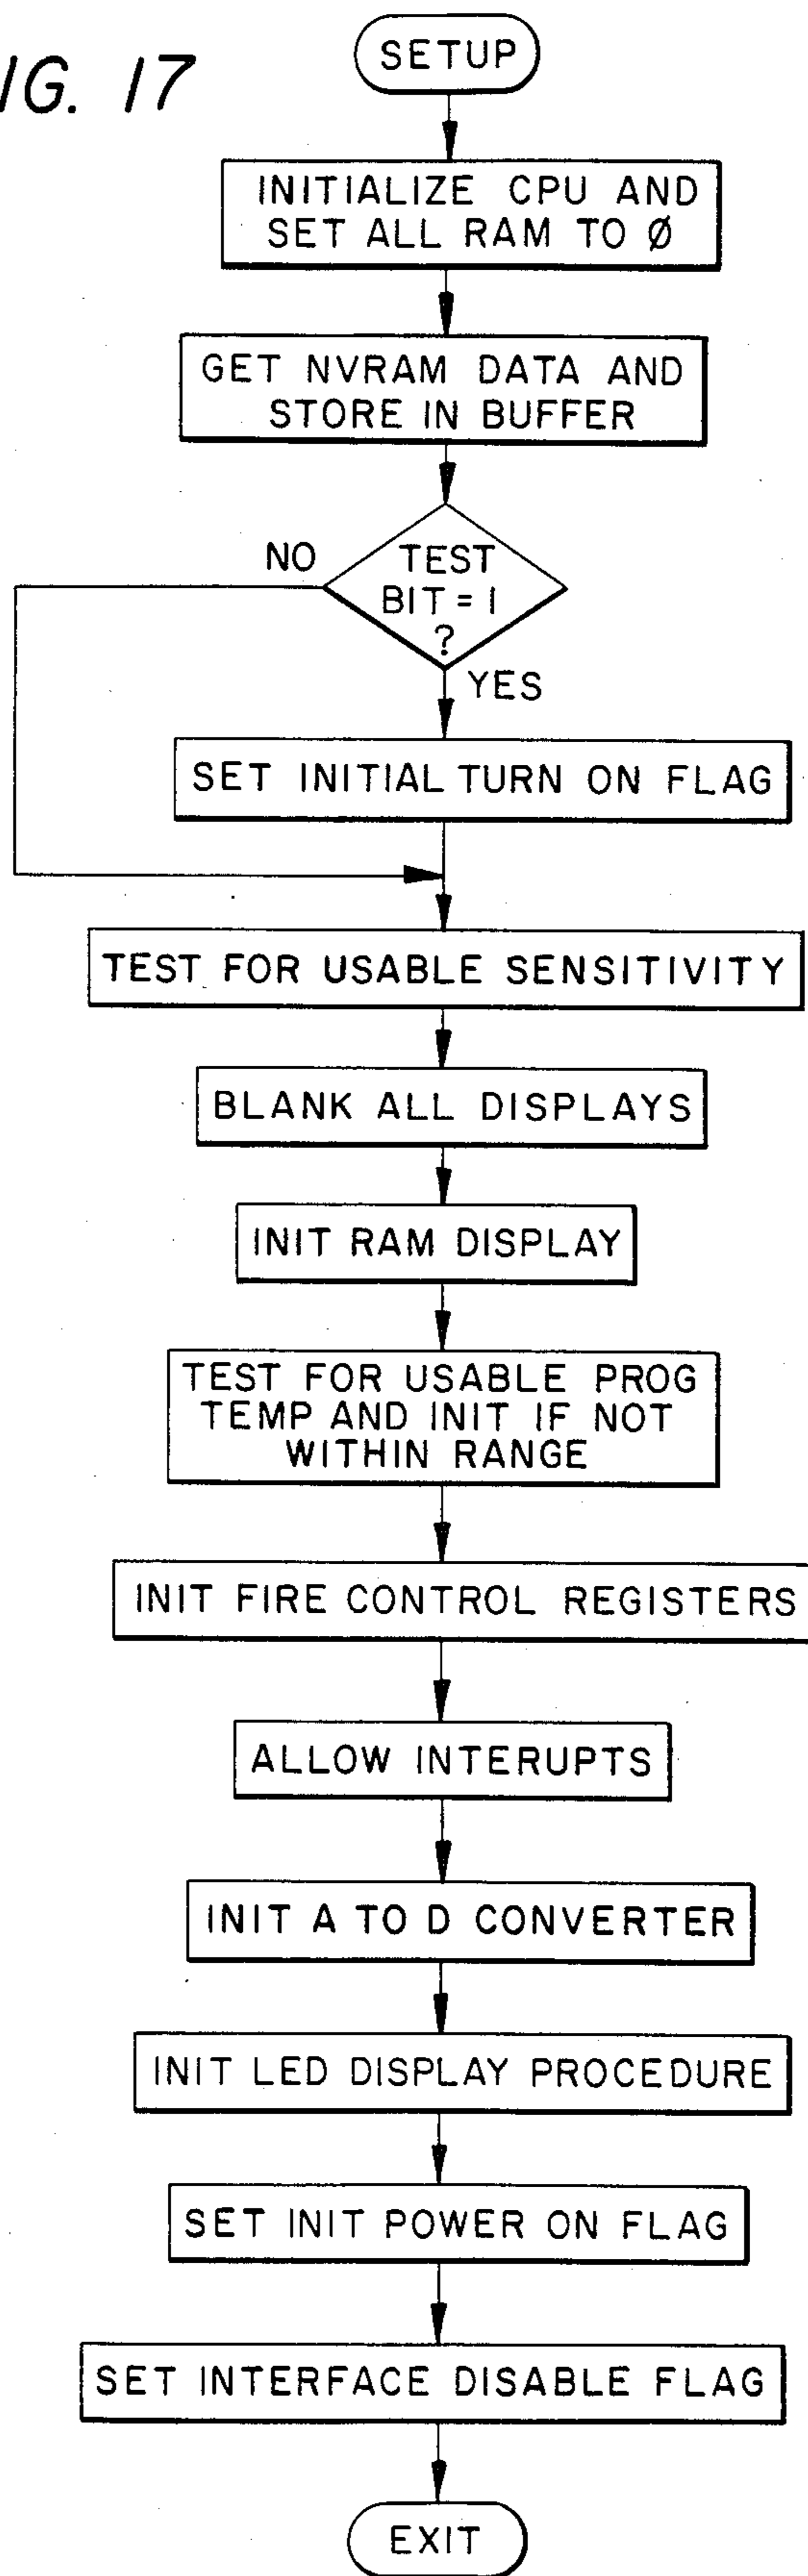 IG. 17
SETUP
INITIALIZE CPU AND
SET ALL RAM TO Ø
GET NVRAM DATA AND
STORE IN BUFFER
NO
TEST
BIT = 1
?
YES
SET INITIAL TURN ON FLAG
TEST FOR USABLE SENSITIVITY
BLANK ALL DISPLAYS
INIT RAM DISPLAY
TEST FOR USABLE PROG
TEMP AND INIT IF NOT
WITHIN RANGE
INIT FIRE CONTROL REGISTERS
ALLOW INTERUPTS
INIT A TO D CONVERTER
INIT LED DISPLAY PROCEDURE
SET INIT POWER ON FLAG
SET INTERFACE DISABLE FLAG
EXIT